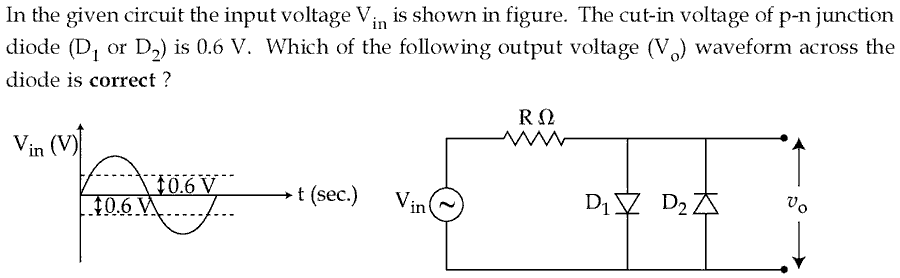 In the given circuit the input voltage V_in is shown in figure. The cut-in voltage of p-n junction
diode (D_1 or D_2) is 0.6 V. Which of the following output voltage (V_o) waveform across the
diode is correct ?
R Ω
V_in (V)
0.6 V
0.6 V
t (sec.)
V_in
~
D_1
D_2
v_o